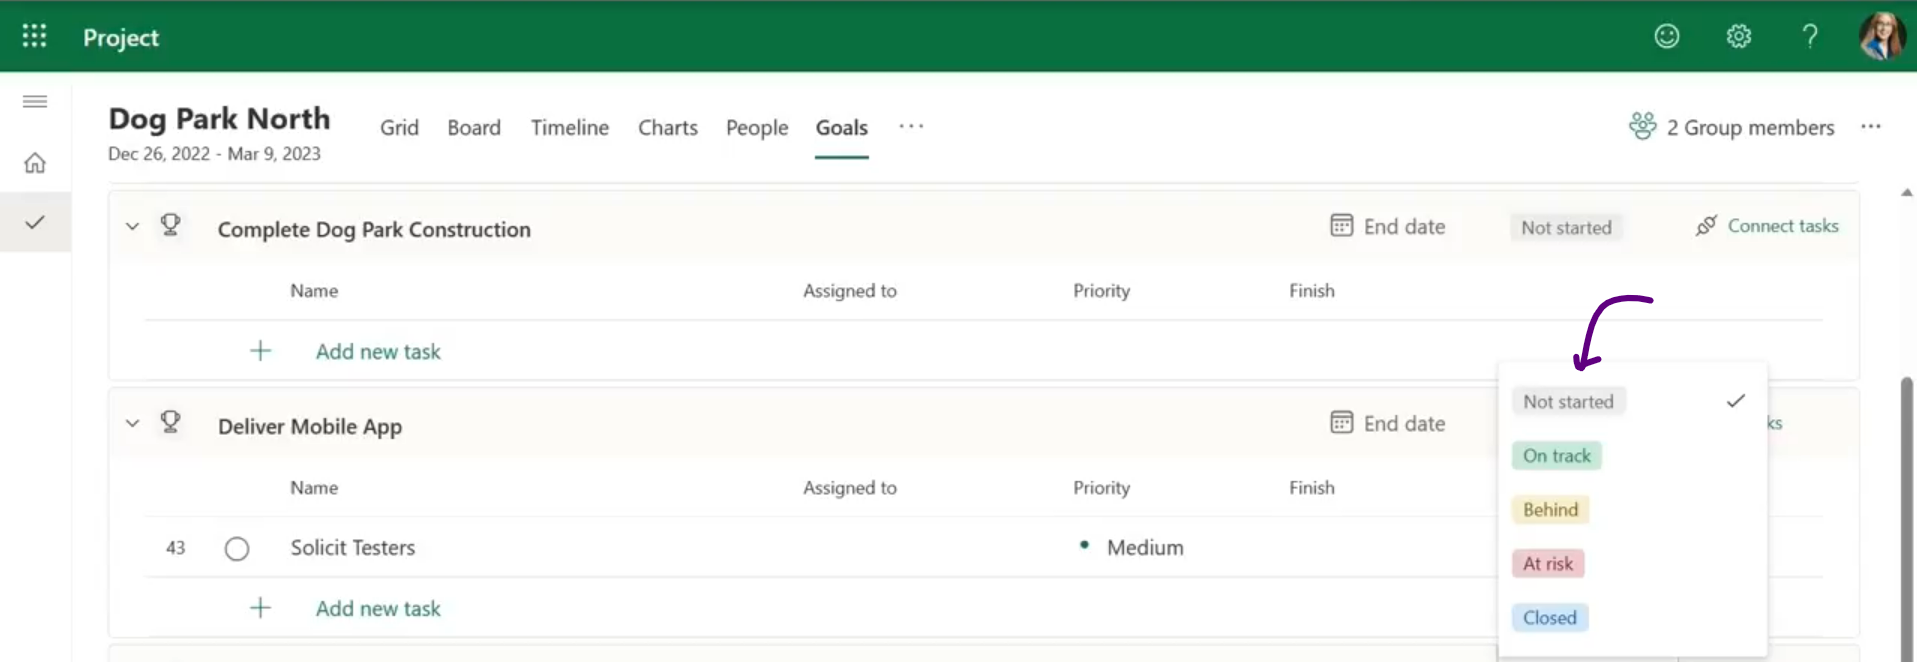 Project
Dog Park North
Grid Board Timeline Charts People Goals ...
2 Group members ...
Dec 26, 2022 - Mar 9, 2023
Complete Dog Park Construction End date Not started Connect tasks
Name Assigned to Priority Finish
+ Add new task
Deliver Mobile App End date
Name Assigned to Priority Finish
43 Solicit Testers • Medium
+ Add new task
Not started
On track
Behind
At risk
Closed